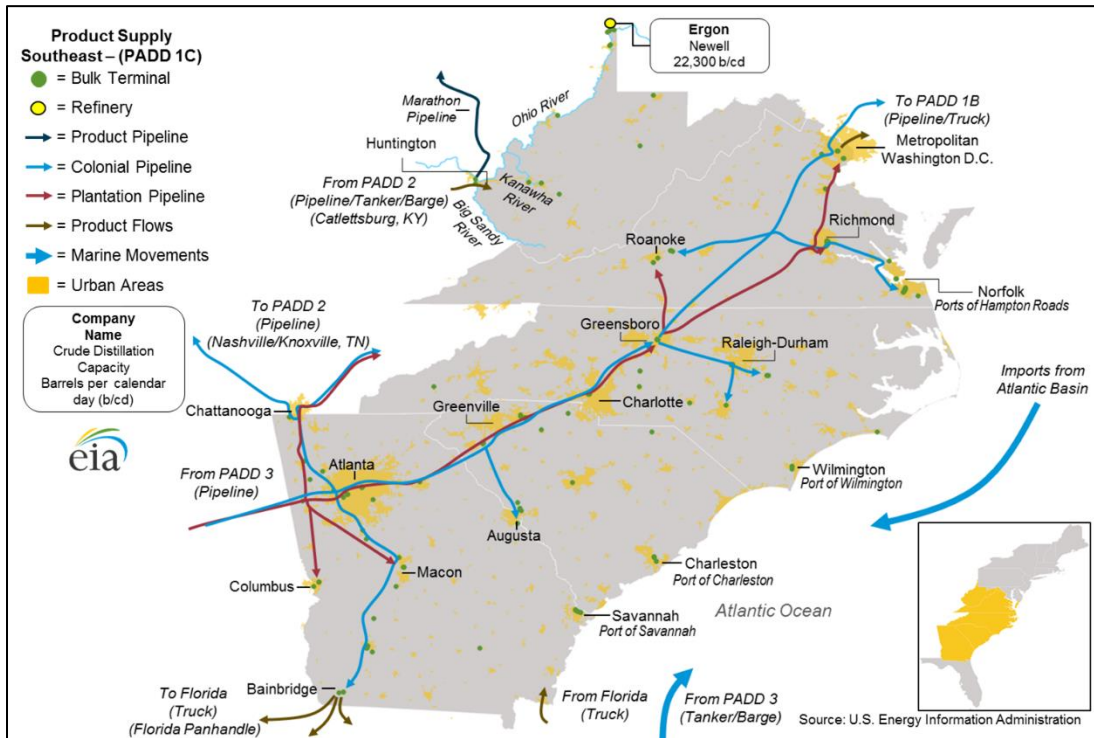 Product Supply
Southeast – (PADD 1C)
= Bulk Terminal
= Refinery
= Product Pipeline
= Colonial Pipeline
= Plantation Pipeline
= Product Flows
= Marine Movements
= Urban Areas
Company
Name
Crude Distillation
Capacity
Barrels per calendar
day (b/cd)
eia
Ergon
Newell
22,300 b/cd
Marathon
Pipeline
Ohio River
Huntington
From PADD 2
(Pipeline/Tanker/Barge)
(Catlettsburg, KY)
Kanawha
River
Big Sandy
River
To PADD 1B
(Pipeline/Truck)
Metropolitan
Washington D.C.
Richmond
Roanoke
Norfolk
Ports of Hampton Roads
To PADD 2
(Pipeline)
(Nashville/Knoxville, TN)
Greensboro
Raleigh-Durham
Imports from
Atlantic Basin
Chattanooga
Greenville
Charlotte
From PADD 3
(Pipeline)
Atlanta
Wilmington
Port of Wilmington
Augusta
Columbus
Macon
Charleston
Port of Charleston
Savannah
Port of Savannah
Atlantic Ocean
Bainbridge
To Florida
(Truck)
(Florida Panhandle)
From Florida
(Truck)
From PADD 3
(Tanker/Barge)
Source: U.S. Energy Information Administration